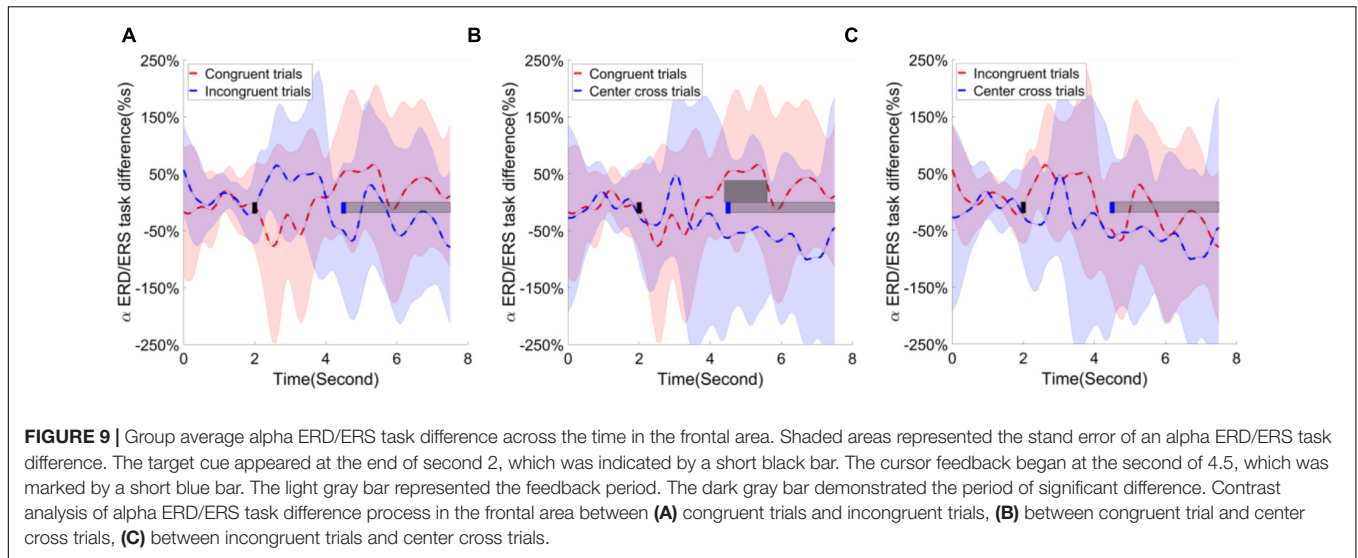 A
B
C
250%
150%
50%
-50%
-150%
-250%
α ERD/ERS task difference(%s)
Congruent trials
Incongruent trials
0 2 4 6 8
Time(Second)
250%
150%
50%
-50%
-150%
-250%
α ERD/ERS task difference(%s)
Congruent trials
Center cross trials
0 2 4 6 8
Time(Second)
250%
150%
50%
-50%
-150%
-250%
α ERD/ERS task difference(%s)
Incongruent trials
Center cross trials
0 2 4 6 8
Time(Second)
FIGURE 9 | Group average alpha ERD/ERS task difference across the time in the frontal area. Shaded areas represented the stand error of an alpha ERD/ERS task
difference. The target cue appeared at the end of second 2, which was indicated by a short black bar. The cursor feedback began at the second of 4.5, which was
marked by a short blue bar. The light gray bar represented the feedback period. The dark gray bar demonstrated the period of significant difference. Contrast
analysis of alpha ERD/ERS task difference process in the frontal area between (A) congruent trials and incongruent trials, (B) between congruent trial and center
cross trials, (C) between incongruent trials and center cross trials.